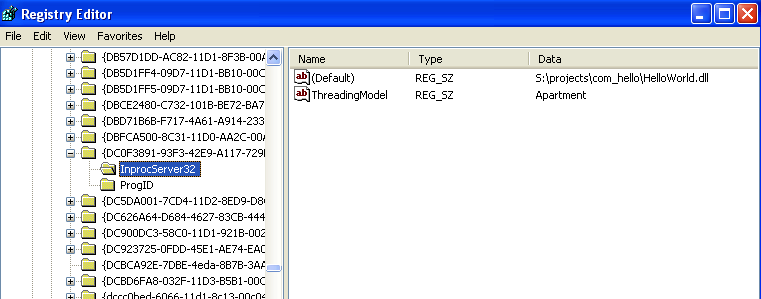 Registry Editor
File Edit View Favorites Help
{DB57D1DD-AC82-11D1-8F3B-00A
{DB5D1FF4-09D7-11D1-BB10-00C
{DB5D1FF5-09D7-11D1-BB10-00C
{DBCE2480-C732-101B-BE72-BA7
{DBD71B6F-F717-4A61-A914-233
{DBFCA500-8C31-11D0-AA2C-00A
{DC0F3891-93F3-42E9-A117-729
InprocServer32
ProgID
{DC5DA001-7CD4-11D2-8ED9-D8
{DC626A64-D684-4627-83CB-444
{DC900DC3-58C0-11D1-921B-002
{DC923725-0FDD-45E1-AE74-EA0
{DCBCA92E-7DBE-4eda-8B7B-3AA
{DCBD6FA8-032F-11D3-B5B1-00C
{dccc0bed-6066-11d1-8c13-00c04
Name Type Data
(Default) REG_SZ S:\projects\com_hello\HelloWorld.dll
ThreadingModel REG_SZ Apartment